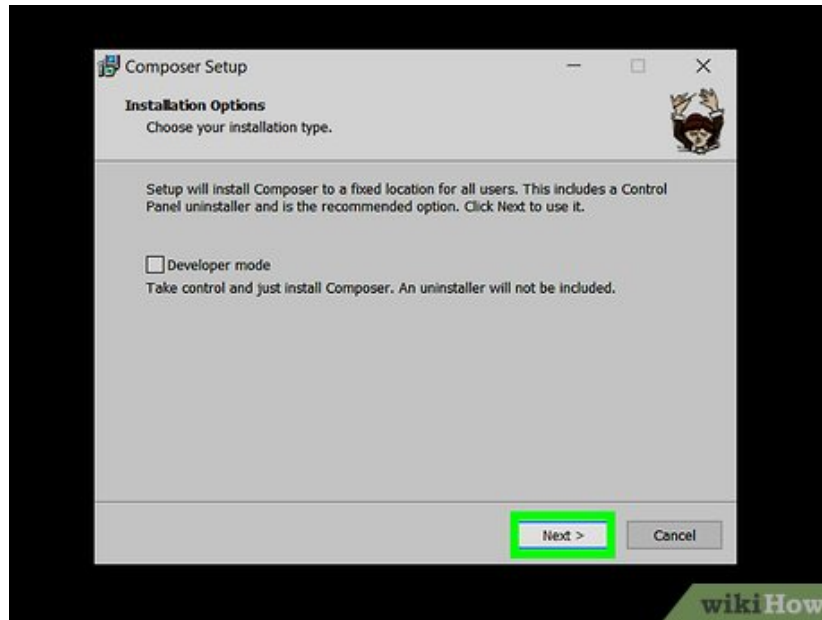 Composer Setup
Installation Options
Choose your installation type.
Setup will install Composer to a fixed location for all users. This includes a Control
Panel uninstaller and is the recommended option. Click Next to use it.
Developer mode
Take control and just install Composer. An uninstaller will not be included.
Next >
Cancel
wikiHow